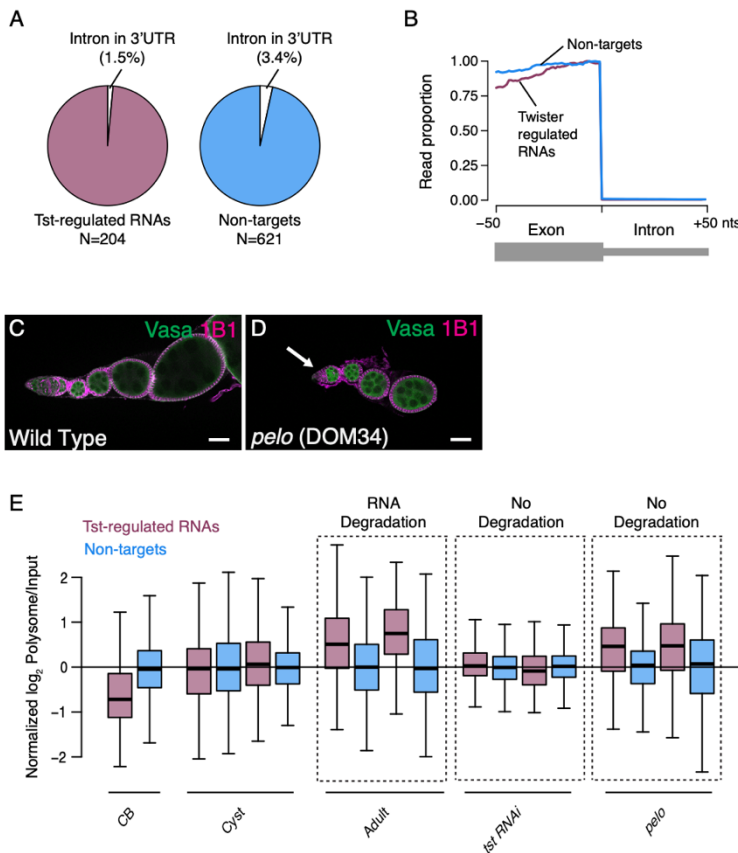 A
Intron in 3'UTR
(1.5%)
Intron in 3'UTR
(3.4%)
Tst-regulated RNAs
N=204
Non-targets
N=621
B
Read proportion
1.00
0.75
0.50
0.25
0.00
Non-targets
Twister
regulated
RNAs
−50
+50 nts
Exon
Intron
C
Vasa 1B1
Wild Type
D
Vasa 1B1
pelo (DOM34)
E
Tst-regulated RNAs
Non-targets
RNA
Degradation
No
Degradation
No
Degradation
Normalized log2 Polysome/Input
2
1
0
−1
−2
CB
Cyst
Adult
tst RNAi
pelo